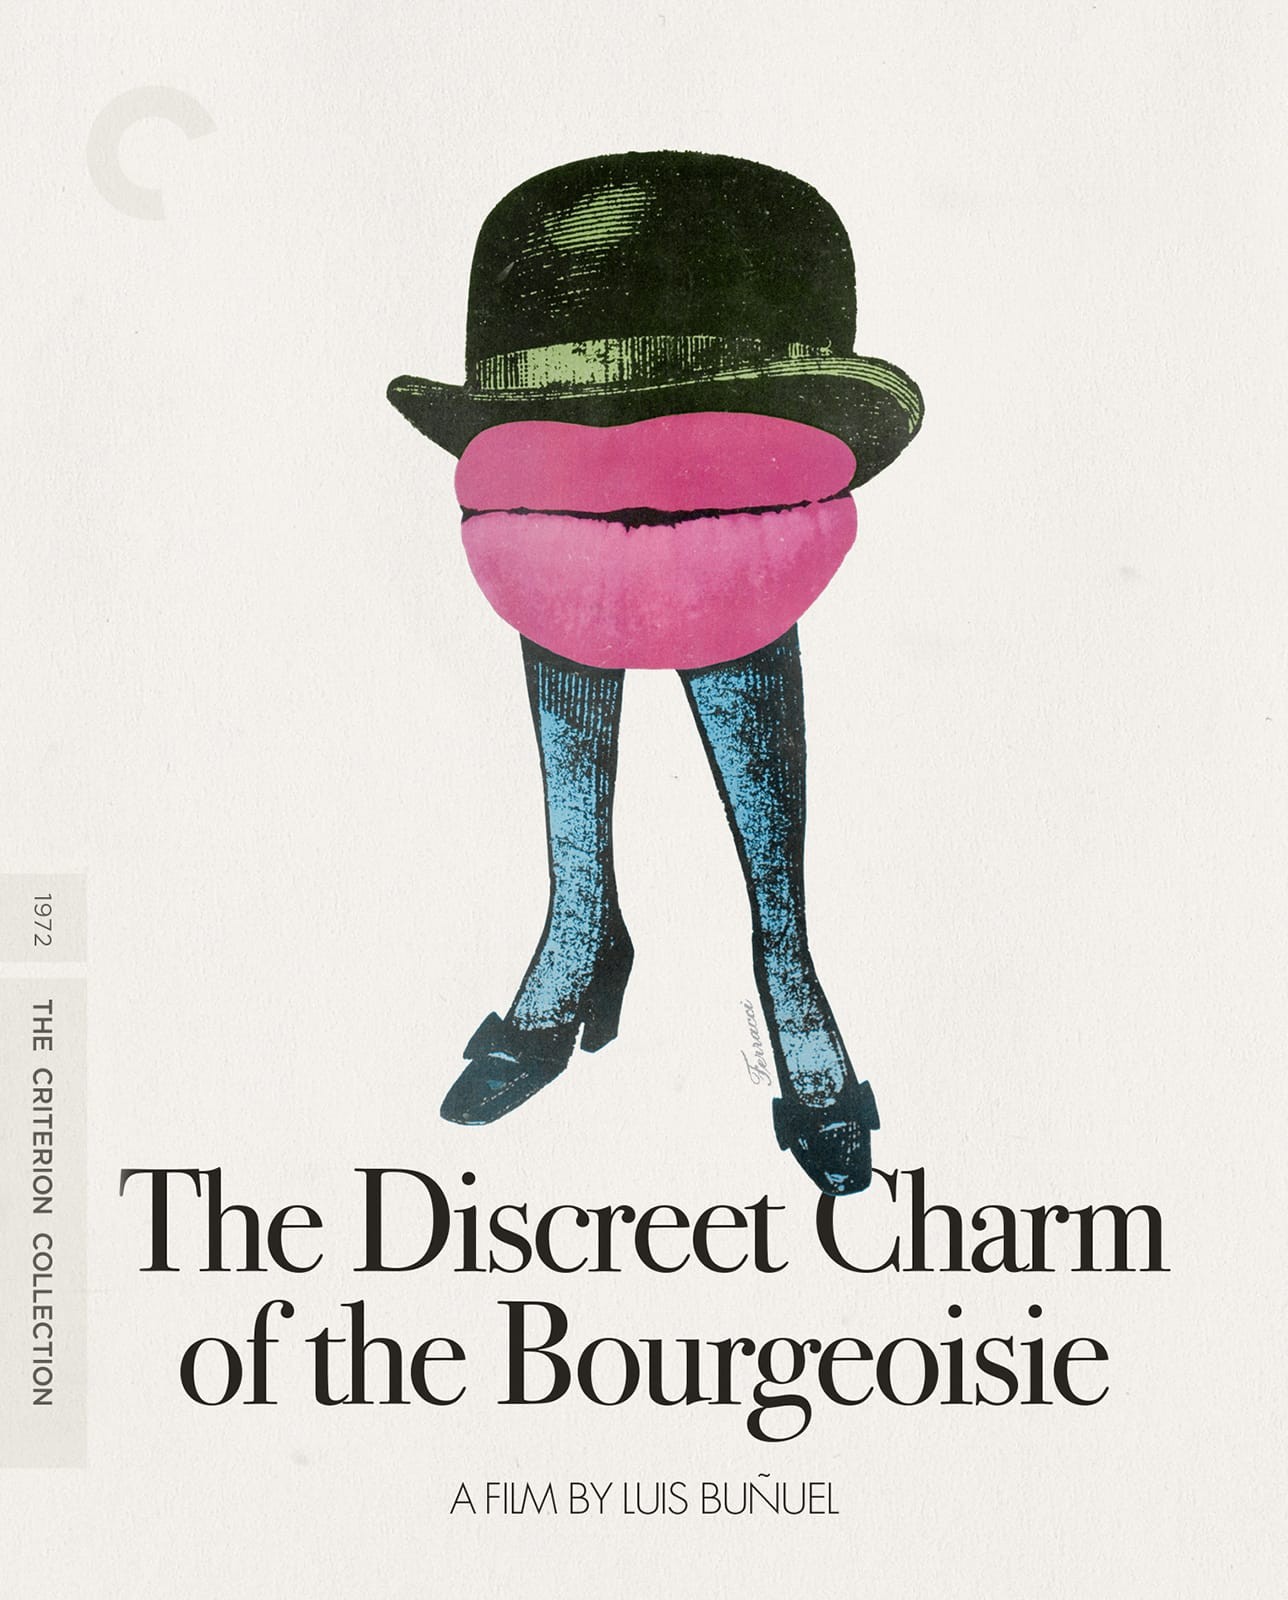 1972
THE CRITERION COLLECTION
Ferracci
The Discreet Charm
of the Bourgeoisie
A FILM BY LUIS BUÑUEL